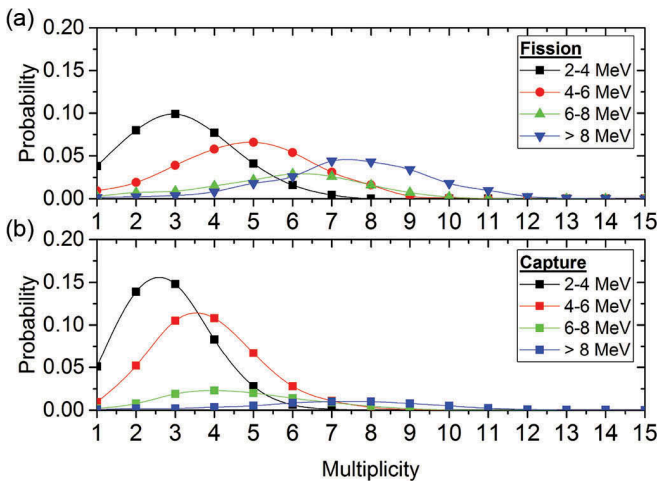 (a)
0.20
0.15
0.10
0.05
0.00
Probability
Fission
2-4 MeV
4-6 MeV
6-8 MeV
> 8 MeV
1 2 3 4 5 6 7 8 9 10 11 12 13 14 15
(b)
0.20
0.15
0.10
0.05
0.00
Probability
Capture
2-4 MeV
4-6 MeV
6-8 MeV
> 8 MeV
1 2 3 4 5 6 7 8 9 10 11 12 13 14 15
Multiplicity